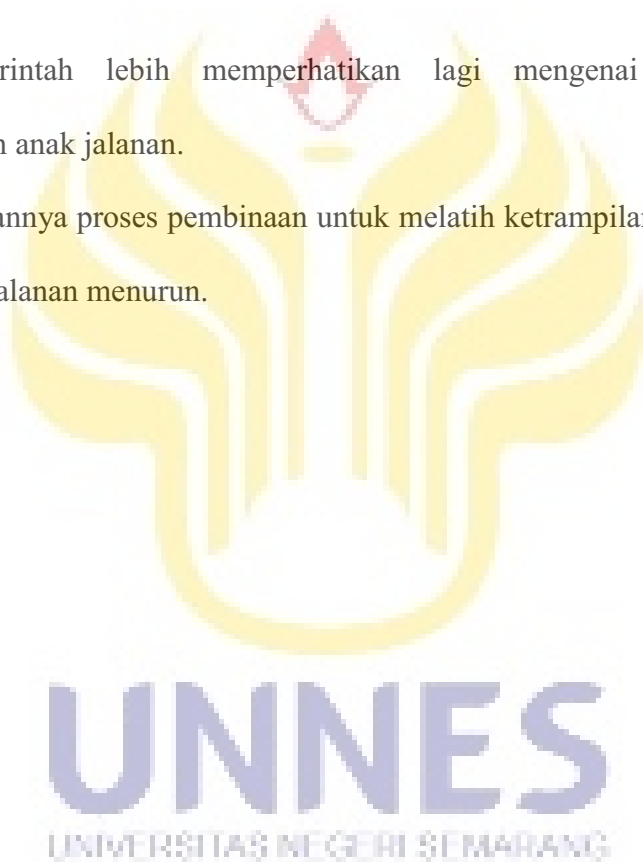 rintah lebih memperhatikan lagi mengenai
anak jalanan.
annya proses pembinaan untuk melatih ketrampilan
alanan menurun.
UNNES
UNIVERSITAS NEGERI SEMARANG